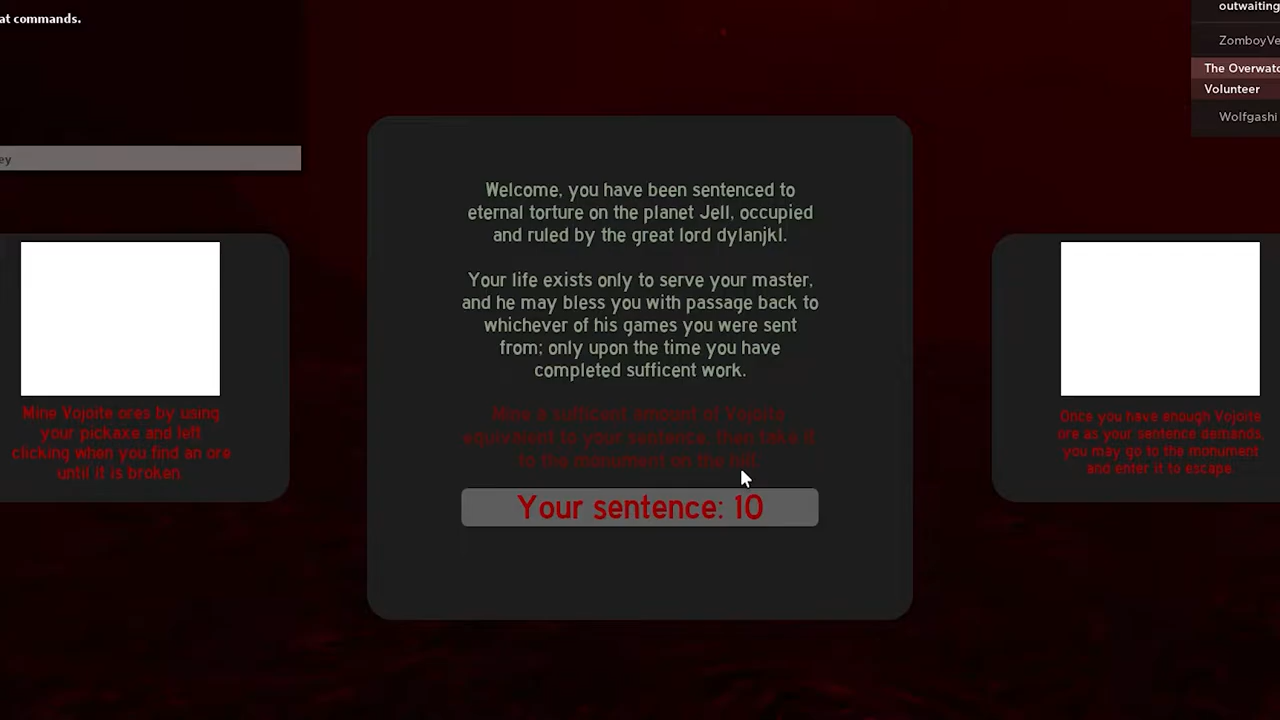 at commands.
ey
outwaiting
ZomboyVe
The Overwatc
Volunteer
Wolfgashi
Welcome, you have been sentenced to
eternal torture on the planet Jell, occupied
and ruled by the great lord dylanjkl.
Your life exists only to serve your master,
and he may bless you with passage back to
whichever of his games you were sent
from; only upon the time you have
completed sufficent work.
Mine a sufficent amount of Vojoite
equivalent to your sentence, then take it
to the monument on the hill.
Your sentence: 10
Mine Vojoite ores by using
your pickaxe and left
clicking when you find an ore
until it is broken.
Once you have enough Vojoite
ore as your sentence demands,
you may go to the monument
and enter it to escape.